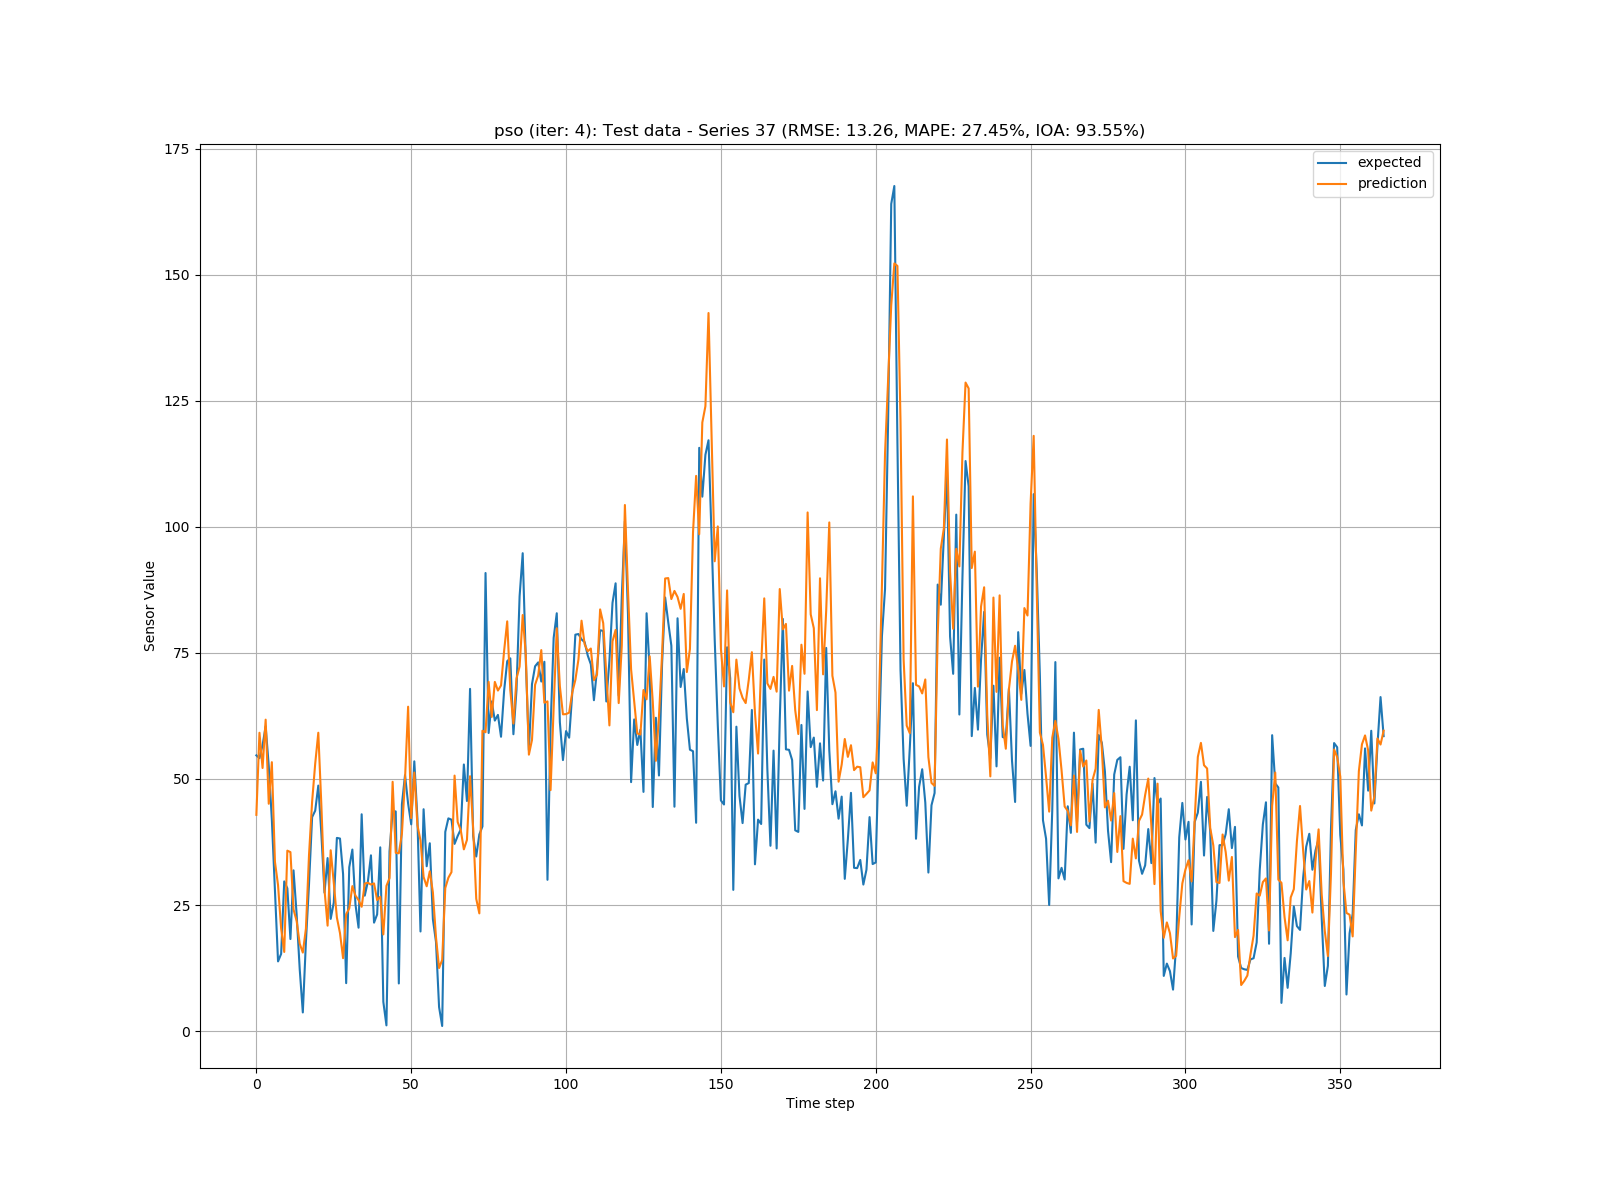 pso (iter: 4): Test data - Series 37 (RMSE: 13.26, MAPE: 27.45%, IOA: 93.55%)
expected
prediction
175
150
125
100
75
50
25
0
Sensor Value
0 50 100 150 200 250 300 350
Time step